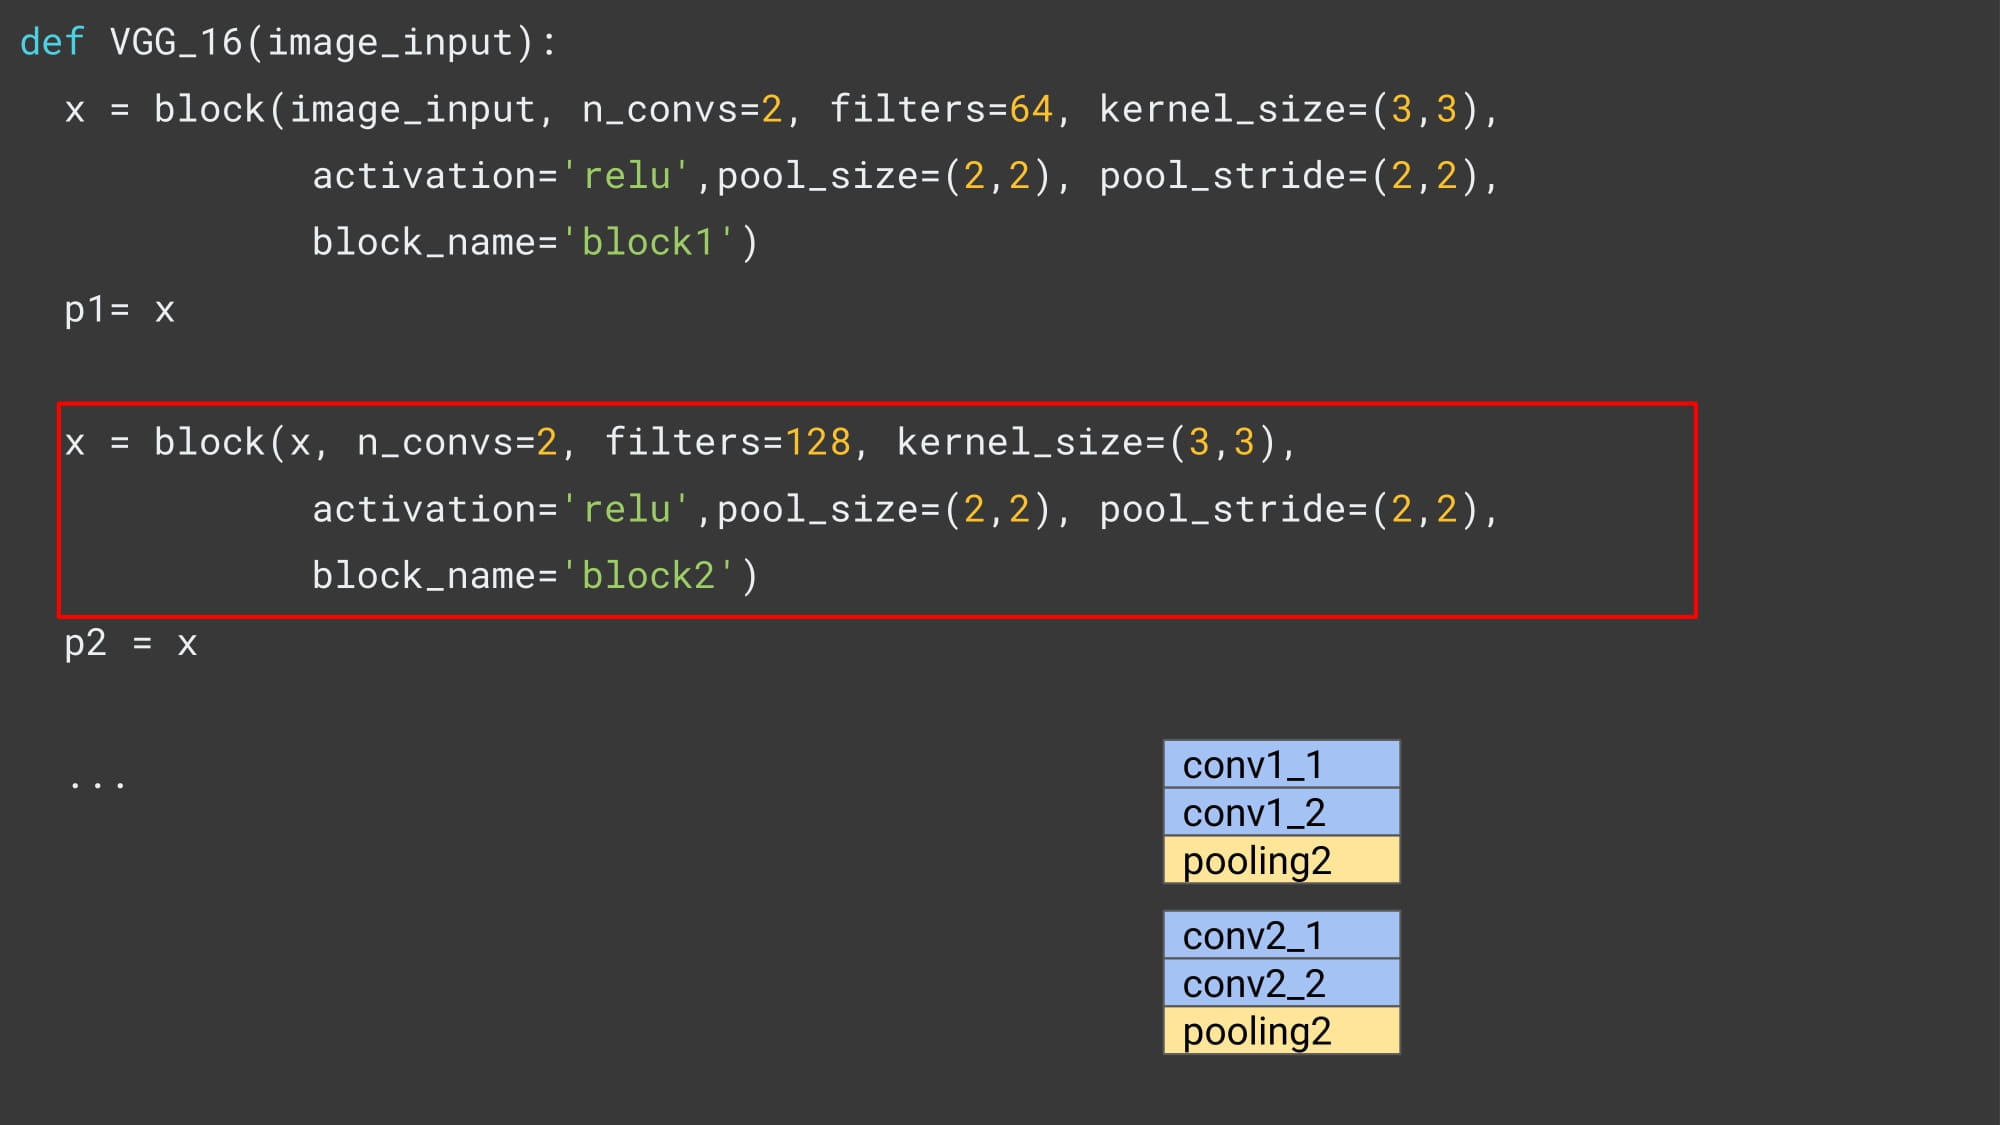 def VGG_16(image_input):
x = block(image_input, n_convs=2, filters=64, kernel_size=(3,3),
activation='relu',pool_size=(2,2), pool_stride=(2,2),
block_name='block1')
p1= x
x = block(x, n_convs=2, filters=128, kernel_size=(3,3),
activation='relu',pool_size=(2,2), pool_stride=(2,2),
block_name='block2')
p2 = x
...
conv1_1
conv1_2
pooling2
conv2_1
conv2_2
pooling2